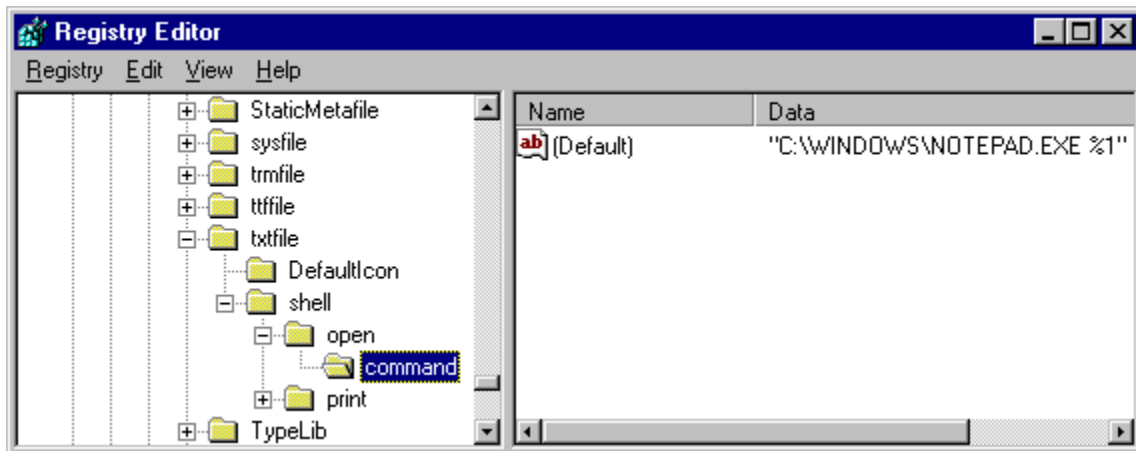 Registry Editor
Registry Edit View Help
StaticMetafile
sysfile
trmfile
ttffile
txtfile
DefaultIcon
shell
open
command
print
TypeLib
Name Data
ab (Default) "C:\WINDOWS\NOTEPAD.EXE %1"